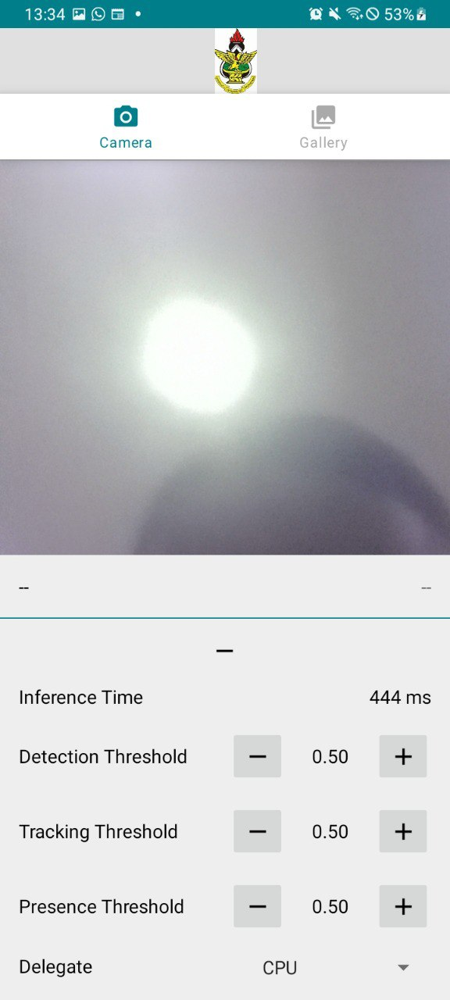 13:34 53%
Camera Gallery
-- --
Inference Time 444 ms
Detection Threshold − 0.50 +
Tracking Threshold − 0.50 +
Presence Threshold − 0.50 +
Delegate CPU